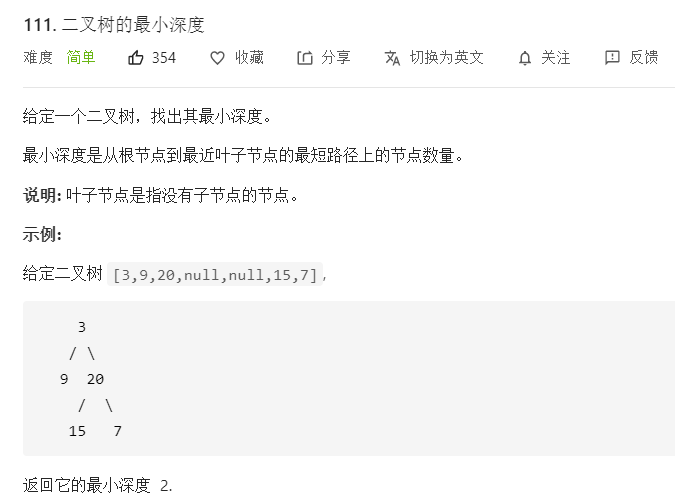 111. 二叉树的最小深度
难度 简单 354 收藏 分享 切换为英文 关注 反馈
给定一个二叉树，找出其最小深度。
最小深度是从根节点到最近叶子节点的最短路径上的节点数量。
说明: 叶子节点是指没有子节点的节点。
示例:
给定二叉树 [3,9,20,null,null,15,7],
3
/ \
9 20
/ \
15 7
返回它的最小深度 2.